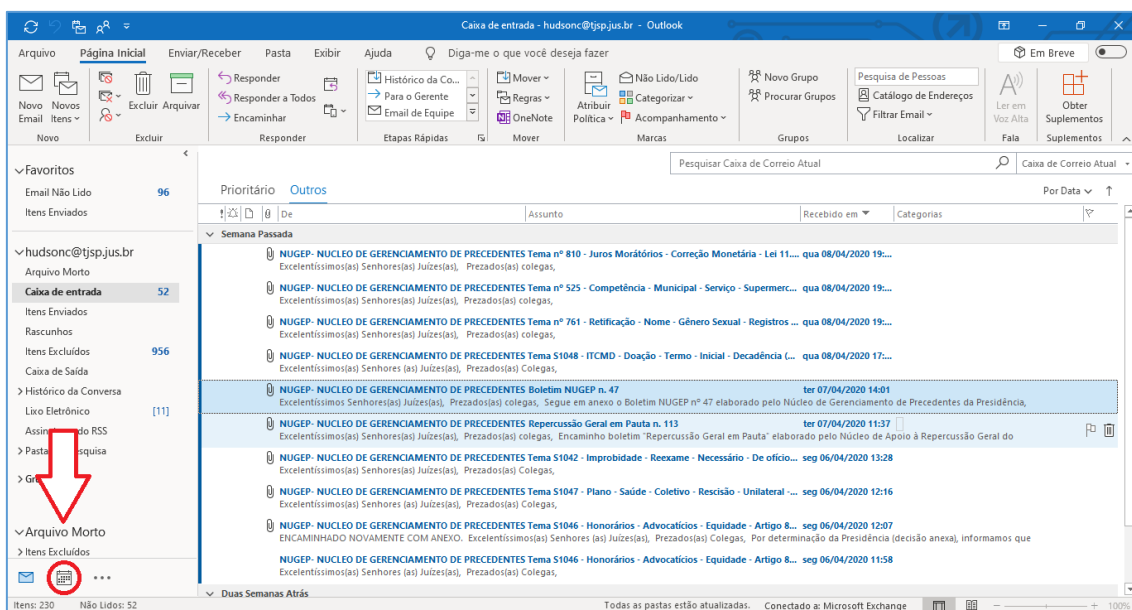 Caixa de entrada - hudsonc@tjsp.jus.br - Outlook
Arquivo Página Inicial Enviar/Receber Pasta Exibir Ajuda Diga-me o que você deseja fazer Em Breve
Novo Email
Novos Itens
Novo
Excluir Arquivar
Excluir
Responder
Responder a Todos
Encaminhar
Responder
Histórico da Co...
Para o Gerente
Email de Equipe
Etapas Rápidas
Mover
Regras
OneNote
Mover
Atribuir Política
Não Lido/Lido
Categorizar
Acompanhamento
Marcas
Novo Grupo
Procurar Grupos
Grupos
Pesquisa de Pessoas
Catálogo de Endereços
Filtrar Email
Localizar
Ler em Voz Alta
Fala
Obter Suplementos
Suplementos
Favoritos
Email Não Lido 96
Itens Enviados
hudsonc@tjsp.jus.br
Arquivo Morto
Caixa de entrada 52
Itens Enviados
Rascunhos
Itens Excluídos 956
Caixa de Saída
Histórico da Conversa
Lixo Eletrônico [11]
Arquivo Morto
Itens Excluídos
Pesquisar Caixa de Correio Atual Caixa de Correio Atual
Prioritário Outros Por Data
De Assunto Recebido em Categorias
Semana Passada
NUGEP- NUCLEO DE GERENCIAMENTO DE PRECEDENTES Tema nº 810 - Juros Moratórios - Correção Monetária - Lei 11.... qua 08/04/2020 19:...
Excelentíssimos(as) Senhores(as) Juízes(as), Prezados(as) colegas,
NUGEP- NUCLEO DE GERENCIAMENTO DE PRECEDENTES Tema nº 525 - Competência - Municipal - Serviço - Supermerc... qua 08/04/2020 19:...
Excelentíssimos(as) Senhores(as) Juízes(as), Prezados(as) colegas,
NUGEP- NUCLEO DE GERENCIAMENTO DE PRECEDENTES Tema nº 761 - Retificação - Nome - Gênero Sexual - Registros ... qua 08/04/2020 19:...
Excelentíssimos(as) Senhores(as) Juízes(as), Prezados(as) colegas,
NUGEP- NUCLEO DE GERENCIAMENTO DE PRECEDENTES Tema S1048 - ITCMD - Doação - Termo - Inicial - Decadência (... qua 08/04/2020 17:...
Excelentíssimos(as) Senhores (as) Juízes(as), Prezados(as) Colegas,
NUGEP- NUCLEO DE GERENCIAMENTO DE PRECEDENTES Boletim NUGEP n. 47 ter 07/04/2020 14:01
Excelentíssimos Senhores(as) Juízes(as), Prezados(as) colegas, Segue em anexo o Boletim NUGEP nº 47 elaborado pelo Núcleo de Gerenciamento de Precedentes da Presidência,
NUGEP- NUCLEO DE GERENCIAMENTO DE PRECEDENTES Repercussão Geral em Pauta n. 113 ter 07/04/2020 11:37
Excelentíssimos(as) Senhores(as) Juízes(as), Prezados(as) colegas, Encaminho boletim "Repercussão Geral em Pauta" elaborado pelo Núcleo de Apoio à Repercussão Geral do
NUGEP- NUCLEO DE GERENCIAMENTO DE PRECEDENTES Tema S1042 - Improbidade - Reexame - Necessário - De ofício... seg 06/04/2020 13:28
Excelentíssimos(as) Senhores (as) Juízes(as), Prezados(as) Colegas,
NUGEP- NUCLEO DE GERENCIAMENTO DE PRECEDENTES Tema S1047 - Plano - Saúde - Coletivo - Rescisão - Unilateral -... seg 06/04/2020 12:16
Excelentíssimos(as) Senhores (as) Juízes(as), Prezados(as) Colegas,
NUGEP- NUCLEO DE GERENCIAMENTO DE PRECEDENTES Tema S1046 - Honorários - Advocatícios - Equidade - Artigo 8... seg 06/04/2020 12:07
ENCAMINHADO NOVAMENTE COM ANEXO. Excelentíssimos(as) Senhores (as) Juízes(as), Prezados(as) Colegas, Por determinação da Presidência (decisão anexa), informamos que
NUGEP- NUCLEO DE GERENCIAMENTO DE PRECEDENTES Tema S1046 - Honorários - Advocatícios - Equidade - Artigo 8... seg 06/04/2020 11:58
Excelentíssimos(as) Senhores (as) Juízes(as), Prezados(as) Colegas,
Duas Semanas Atrás
Itens: 230 Não Lidos: 52 Todas as pastas estão atualizadas. Conectado a: Microsoft Exchange 100%